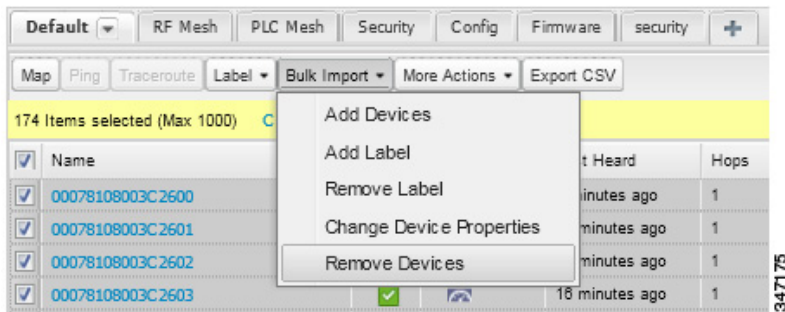 Default RF Mesh PLC Mesh Security Config Firmware security
Map Ping Traceroute Label Bulk Import More Actions Export CSV
174 Items selected (Max 1000) C
Add Devices
Name Add Label t Heard Hops
00078108003C2600 Remove Label inutes ago 1
00078108003C2601 Change Device Properties minutes ago 1
00078108003C2602 Remove Devices minutes ago 1
00078108003C2603 16 minutes ago 1
347175